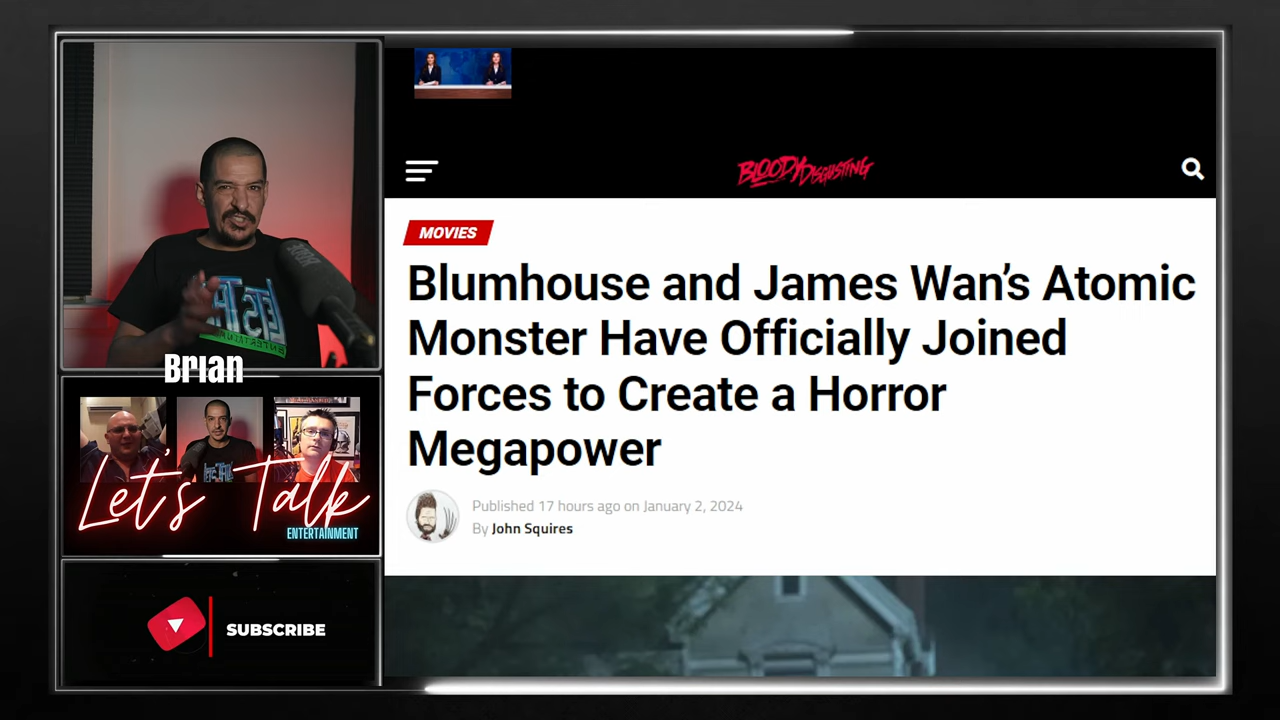 Brian
Let's Talk
ENTERTAINMENT
SUBSCRIBE
BLOODY DISGUSTING
MOVIES
Blumhouse and James Wan's Atomic
Monster Have Officially Joined
Forces to Create a Horror
Megapower
Published 17 hours ago on January 2, 2024
By John Squires